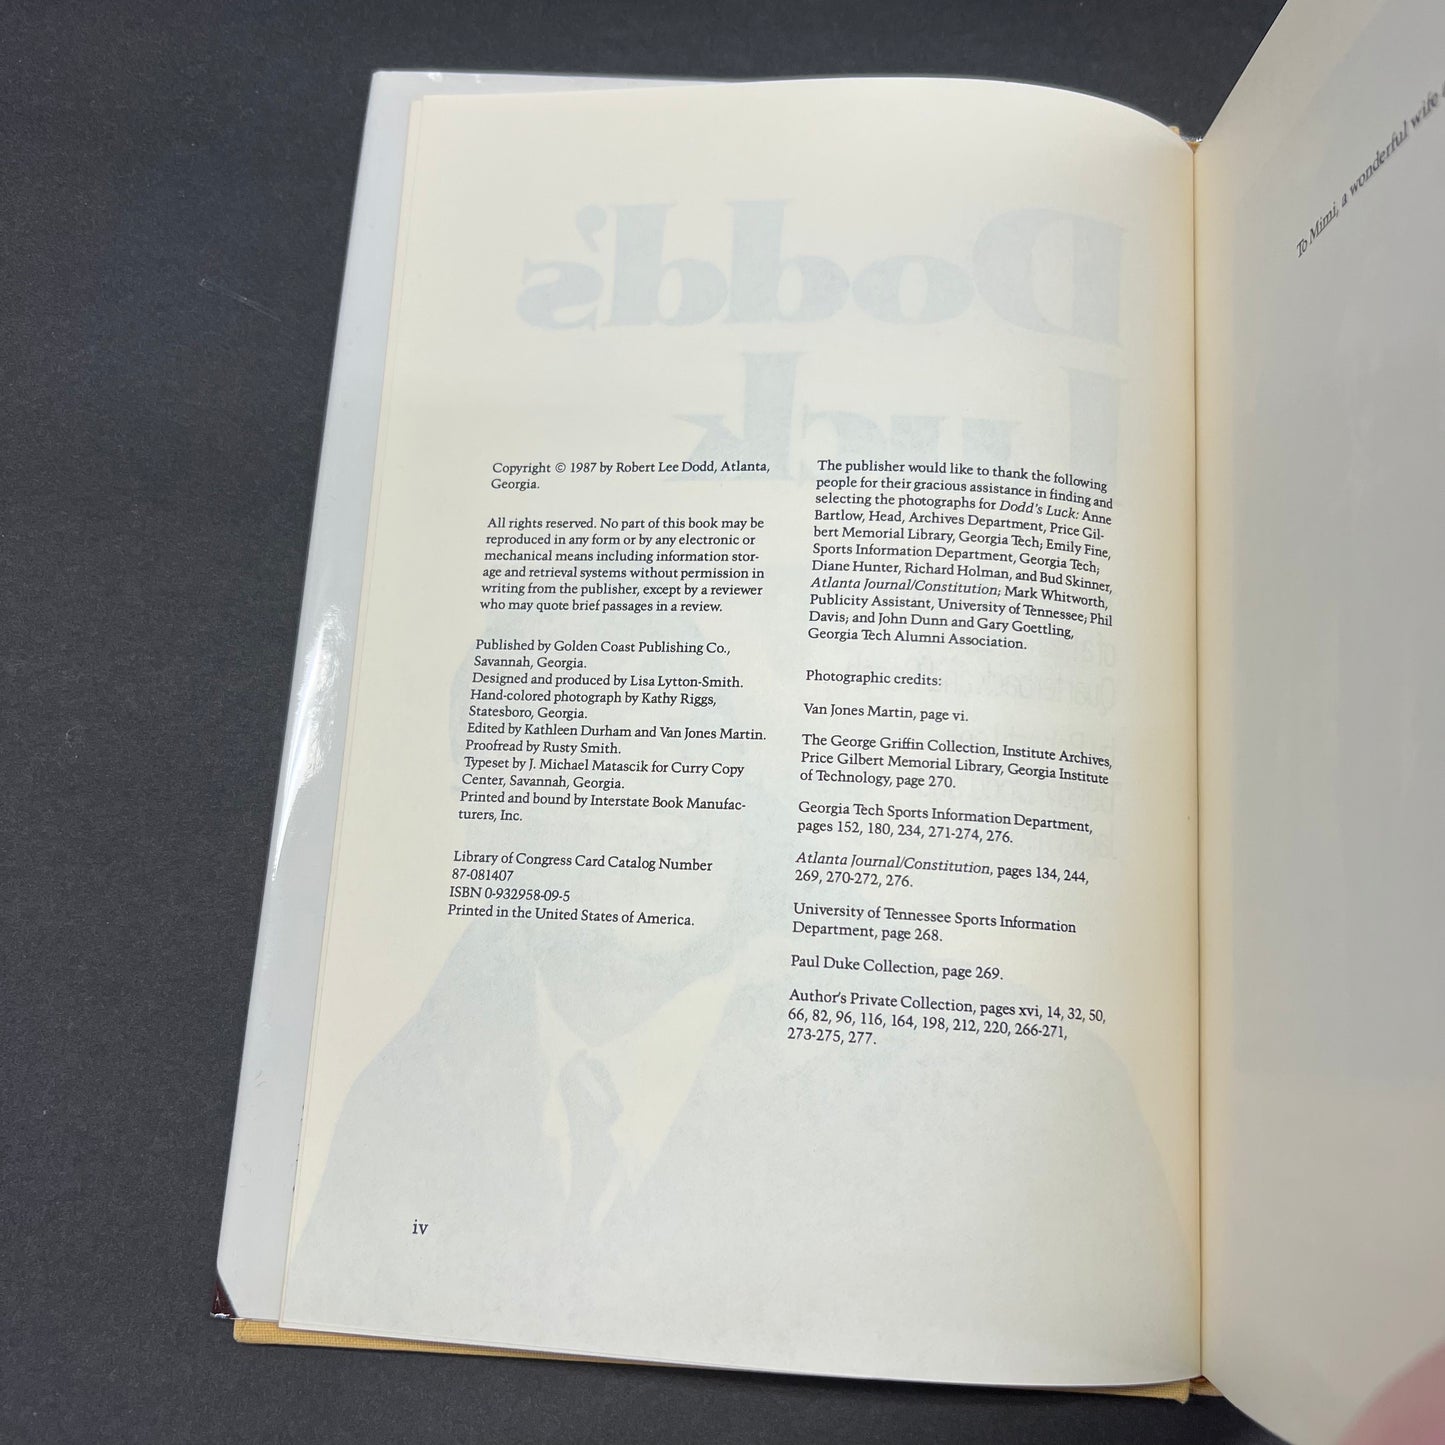 Copyright © 1987 by Robert Lee Dodd, Atlanta,
Georgia.
All rights reserved. No part of this book may be
reproduced in any form or by any electronic or
mechanical means including information stor-
age and retrieval systems without permission in
writing from the publisher, except by a reviewer
who may quote brief passages in a review.
Published by Golden Coast Publishing Co.,
Savannah, Georgia.
Designed and produced by Lisa Lytton-Smith.
Hand-colored photograph by Kathy Riggs,
Statesboro, Georgia.
Edited by Kathleen Durham and Van Jones Martin.
Proofread by Rusty Smith.
Typeset by J. Michael Matascik for Curry Copy
Center, Savannah, Georgia.
Printed and bound by Interstate Book Manufac-
turers, Inc.
Library of Congress Card Catalog Number
87-081407
ISBN 0-932958-09-5
Printed in the United States of America.
iv
The publisher would like to thank the following
people for their gracious assistance in finding and
selecting the photographs for Dodd's Luck: Anne
Bartlow, Head, Archives Department, Price Gil-
bert Memorial Library, Georgia Tech; Emily Fine,
Sports Information Department, Georgia Tech;
Diane Hunter, Richard Holman, and Bud Skinner,
Atlanta Journal/Constitution; Mark Whitworth,
Publicity Assistant, University of Tennessee; Phil
Davis; and John Dunn and Gary Goettling,
Georgia Tech Alumni Association.
Photographic credits:
Van Jones Martin, page vi.
The George Griffin Collection, Institute Archives,
Price Gilbert Memorial Library, Georgia Institute
of Technology, page 270.
Georgia Tech Sports Information Department,
pages 152, 180, 234, 271-274, 276.
Atlanta Journal/Constitution, pages 134, 244,
269, 270-272, 276.
University of Tennessee Sports Information
Department, page 268.
Paul Duke Collection, page 269.
Author's Private Collection, pages xvi, 14, 32, 50,
66, 82, 96, 116, 164, 198, 212, 220, 266-271,
273-275, 277.
To Mimi, a wonderful wife
Dodd's
Luck